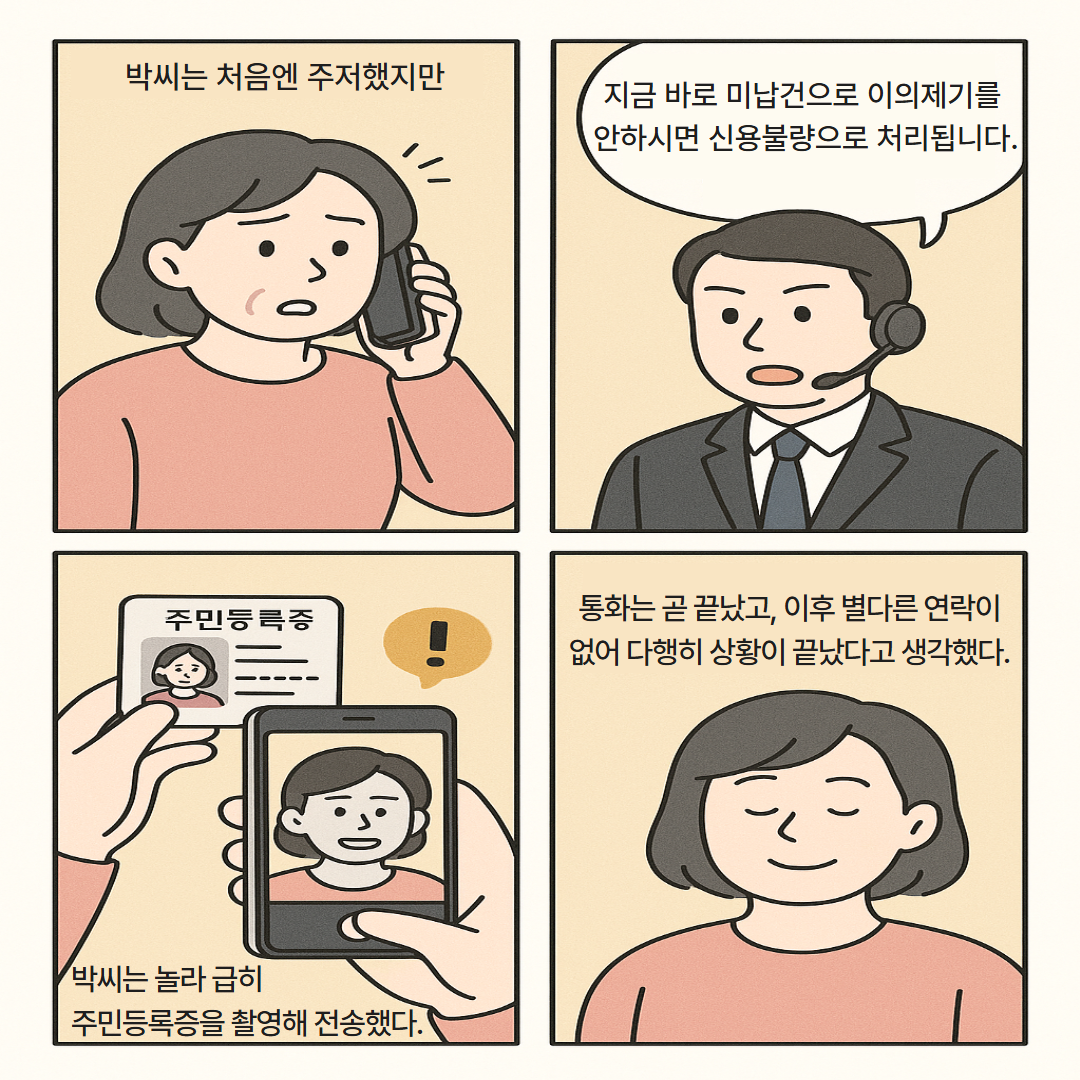 박씨는 처음엔 주저했지만
지금 바로 미납건으로 이의제기를
안하시면 신용불량으로 처리됩니다.
주민등록증
!
박씨는 놀라 급히
주민등록증을 촬영해 전송했다.
통화는 곧 끝났고, 이후 별다른 연락이
없어 다행히 상황이 끝났다고 생각했다.